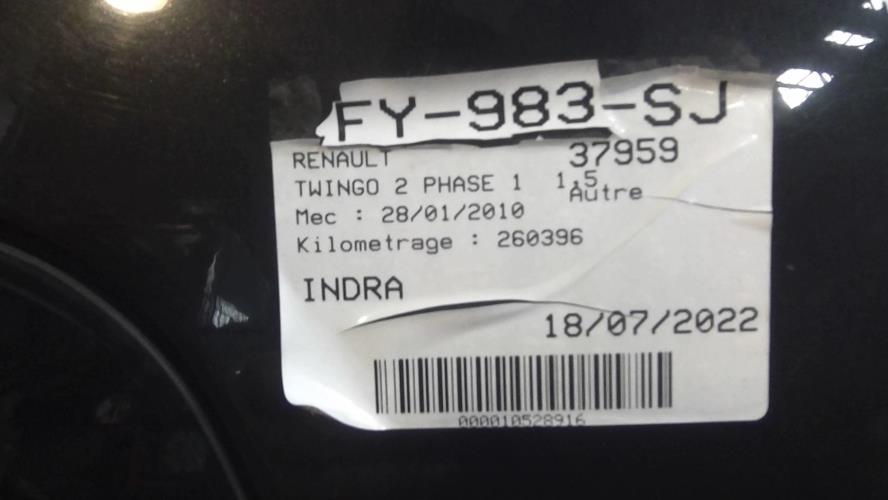 FY-983-SJ
RENAULT 37959
TWINGO 2 PHASE 1 1,5
Autre
Mec : 28/01/2010
Kilometrage : 260396
INDRA
18/07/2022
000010528916